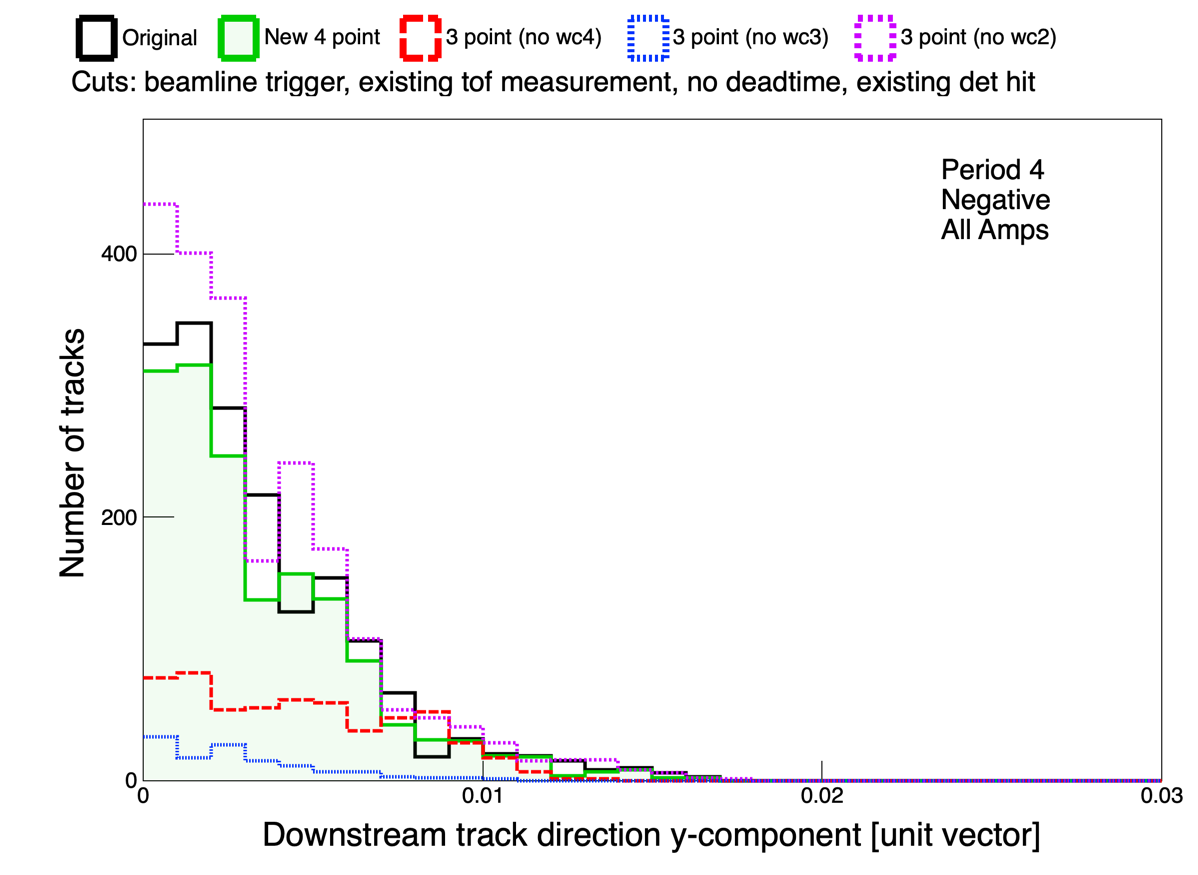 Original New 4 point 3 point (no wc4) 3 point (no wc3) 3 point (no wc2)
Cuts: beamline trigger, existing tof measurement, no deadtime, existing det hit
Period 4
Negative
All Amps
Number of tracks
400
200
0
0 0.01 0.02 0.03
Downstream track direction y-component [unit vector]